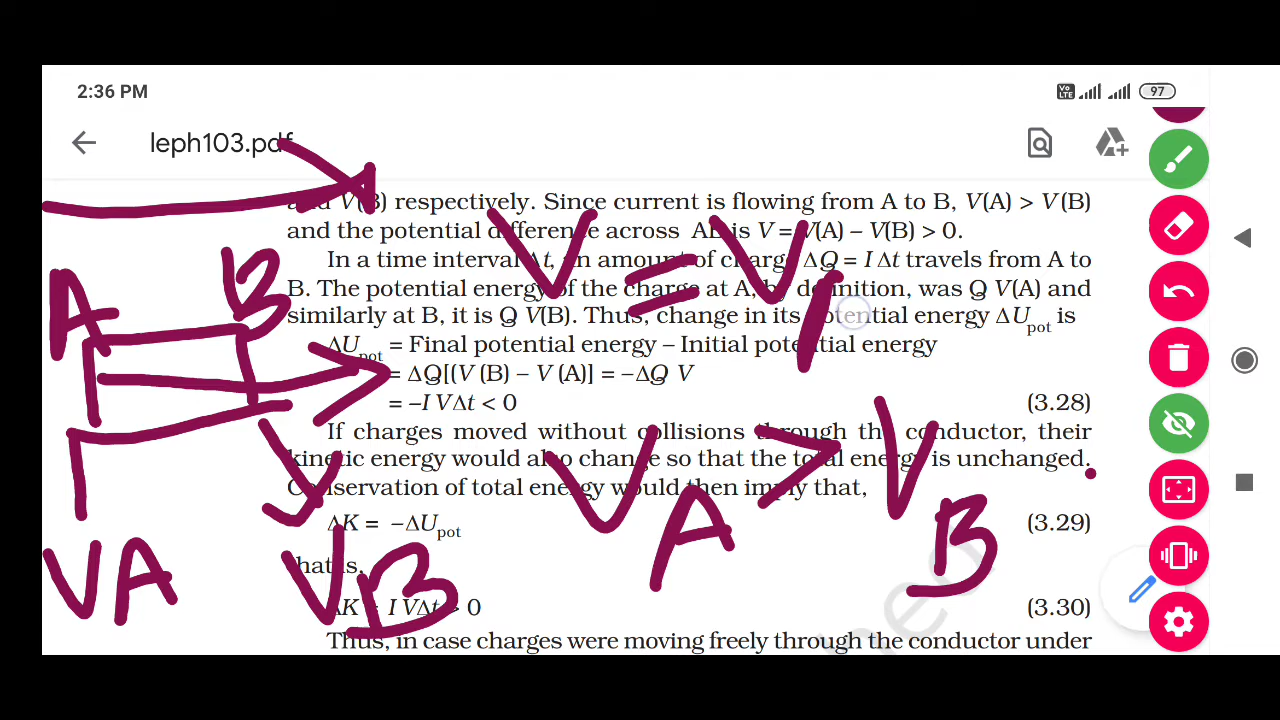 2:36 PM
Vo LTE 97
leph103.pdf
and V(B) respectively. Since current is flowing from A to B, V(A) > V(B)
and the potential difference across AB is V = V(A) – V(B) > 0.
In a time interval Δt, an amount of charge ΔQ = I Δt travels from A to
B. The potential energy of the charge at A, by definition, was Q V(A) and
similarly at B, it is Q V(B). Thus, change in its potential energy ΔUpot is
ΔUpot = Final potential energy – Initial potential energy
= ΔQ[(V (B) – V (A)] = –ΔQ V
= –I VΔt < 0 (3.28)
If charges moved without collisions through the conductor, their
kinetic energy would also change so that the total energy is unchanged.
Conservation of total energy would then imply that,
ΔK = –ΔUpot (3.29)
that is,
ΔK = I VΔt > 0 (3.30)
Thus, in case charges were moving freely through the conductor under
A B
V = V
VA > VB
VA VB